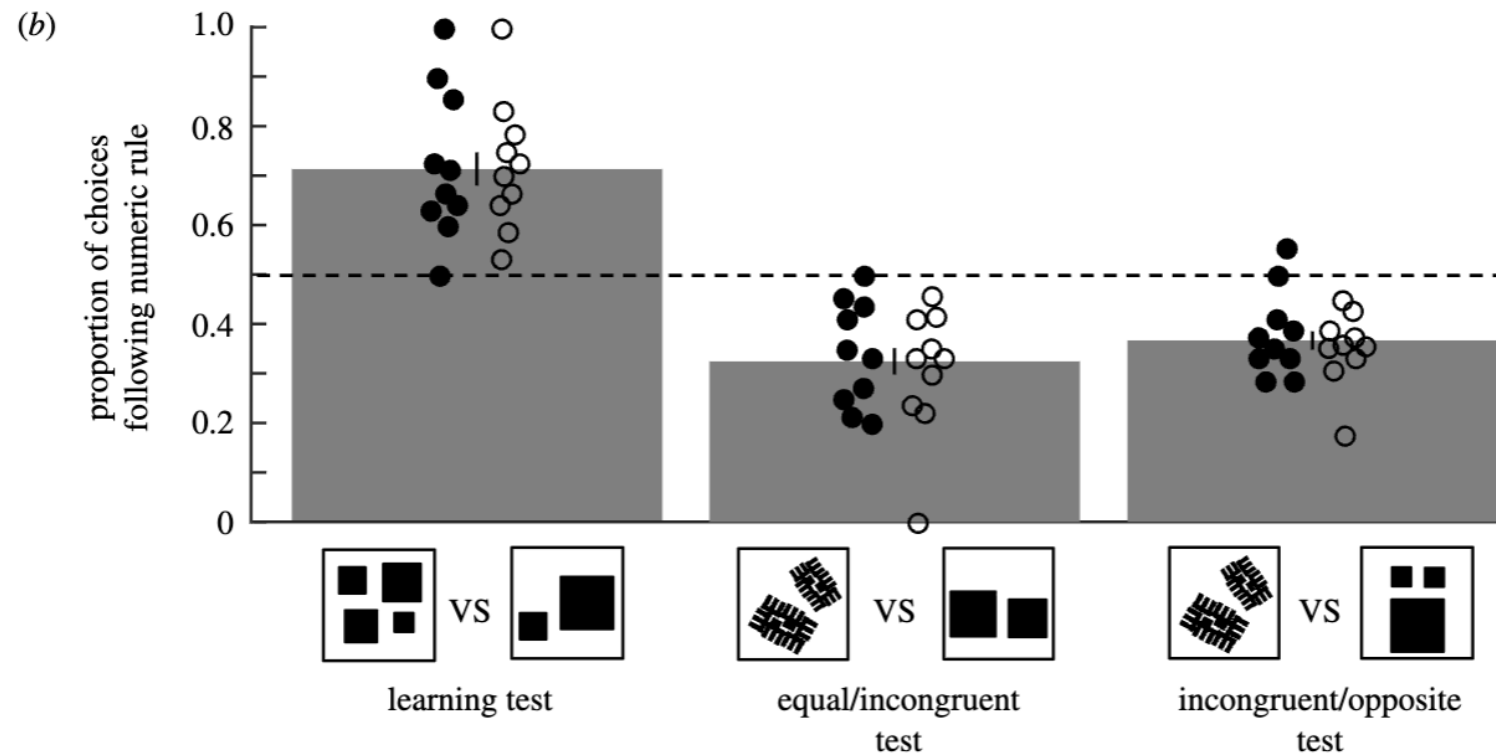 (b)
proportion of choices
following numeric rule
1.0
0.8
0.6
0.4
0.2
0
VS
VS
VS
learning test
equal/incongruent
test
incongruent/opposite
test